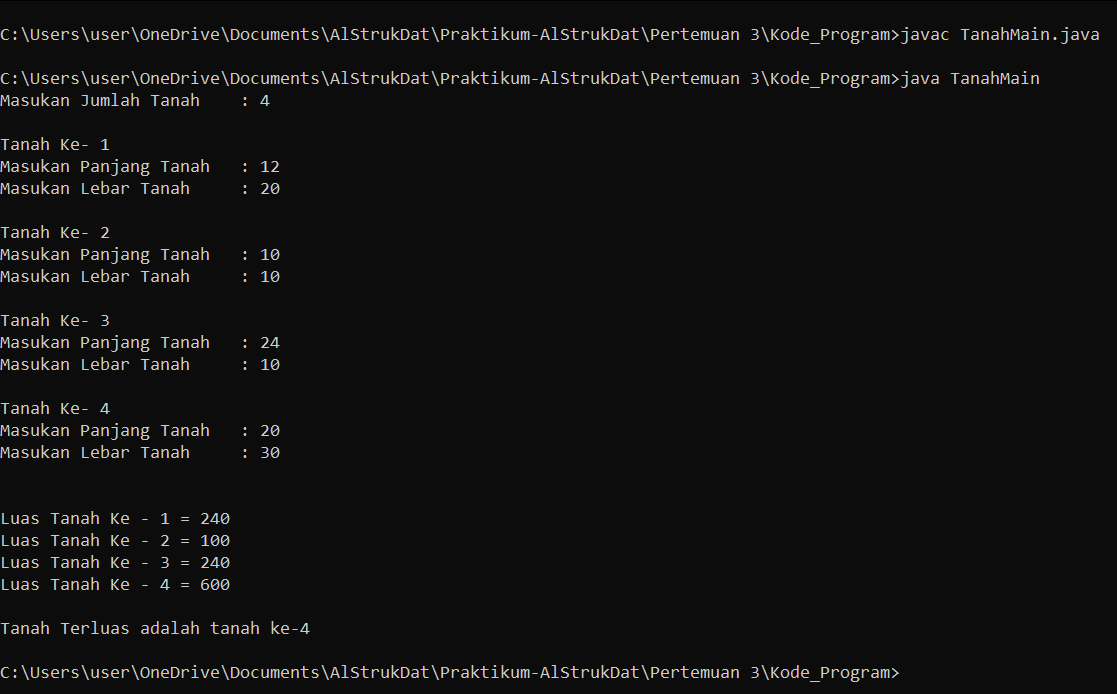 C:\Users\user\OneDrive\Documents\AlStrukDat\Praktikum-AlStrukDat\Pertemuan 3\Kode_Program>javac TanahMain.java
C:\Users\user\OneDrive\Documents\AlStrukDat\Praktikum-AlStrukDat\Pertemuan 3\Kode_Program>java TanahMain
Masukan Jumlah Tanah    : 4
Tanah Ke- 1
Masukan Panjang Tanah   : 12
Masukan Lebar Tanah     : 20
Tanah Ke- 2
Masukan Panjang Tanah   : 10
Masukan Lebar Tanah     : 10
Tanah Ke- 3
Masukan Panjang Tanah   : 24
Masukan Lebar Tanah     : 10
Tanah Ke- 4
Masukan Panjang Tanah   : 20
Masukan Lebar Tanah     : 30
Luas Tanah Ke - 1 = 240
Luas Tanah Ke - 2 = 100
Luas Tanah Ke - 3 = 240
Luas Tanah Ke - 4 = 600
Tanah Terluas adalah tanah ke-4
C:\Users\user\OneDrive\Documents\AlStrukDat\Praktikum-AlStrukDat\Pertemuan 3\Kode_Program>